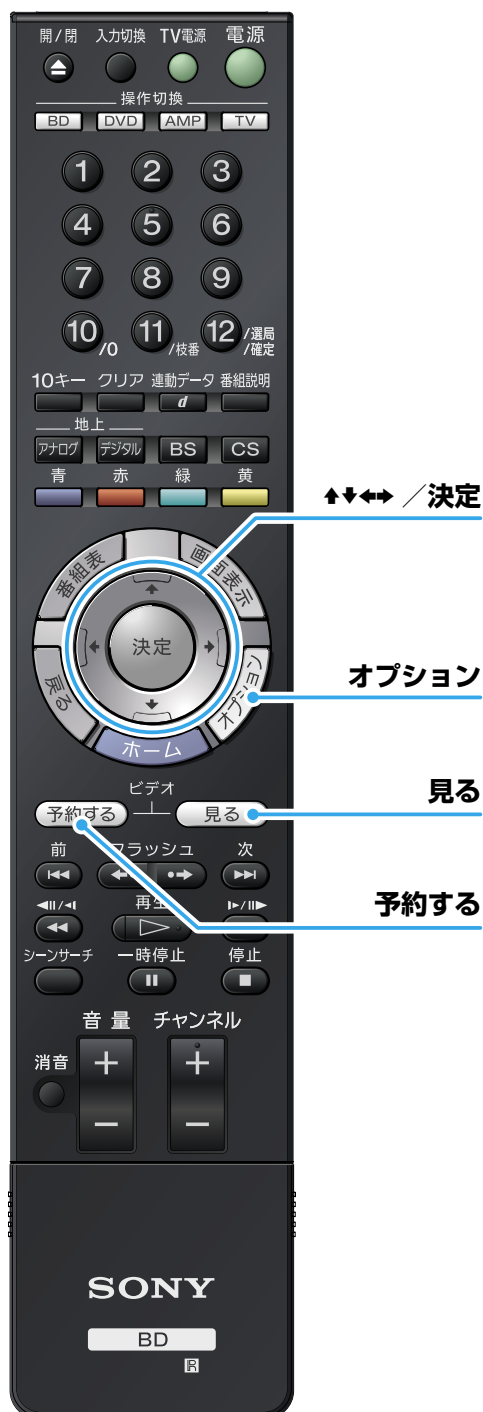 開/閉 入力切換 TV電源 電源
操作切換
BD DVD AMP TV
1 2 3
4 5 6
7 8 9
10/0 11/枝番 12/選局/確定
10キー クリア 連動データ 番組説明
d
地上
アナログ デジタル BS CS
青 赤 緑 黄
/決定
番組表 画面表示
決定
戻る オプション
オプション
ホーム
ビデオ
見る
予約する 見る
前 フラッシュ 次
予約する
再生
シーンサーチ 一時停止 停止
音量 チャンネル
消音
+ +
− −
SONY
BD
R